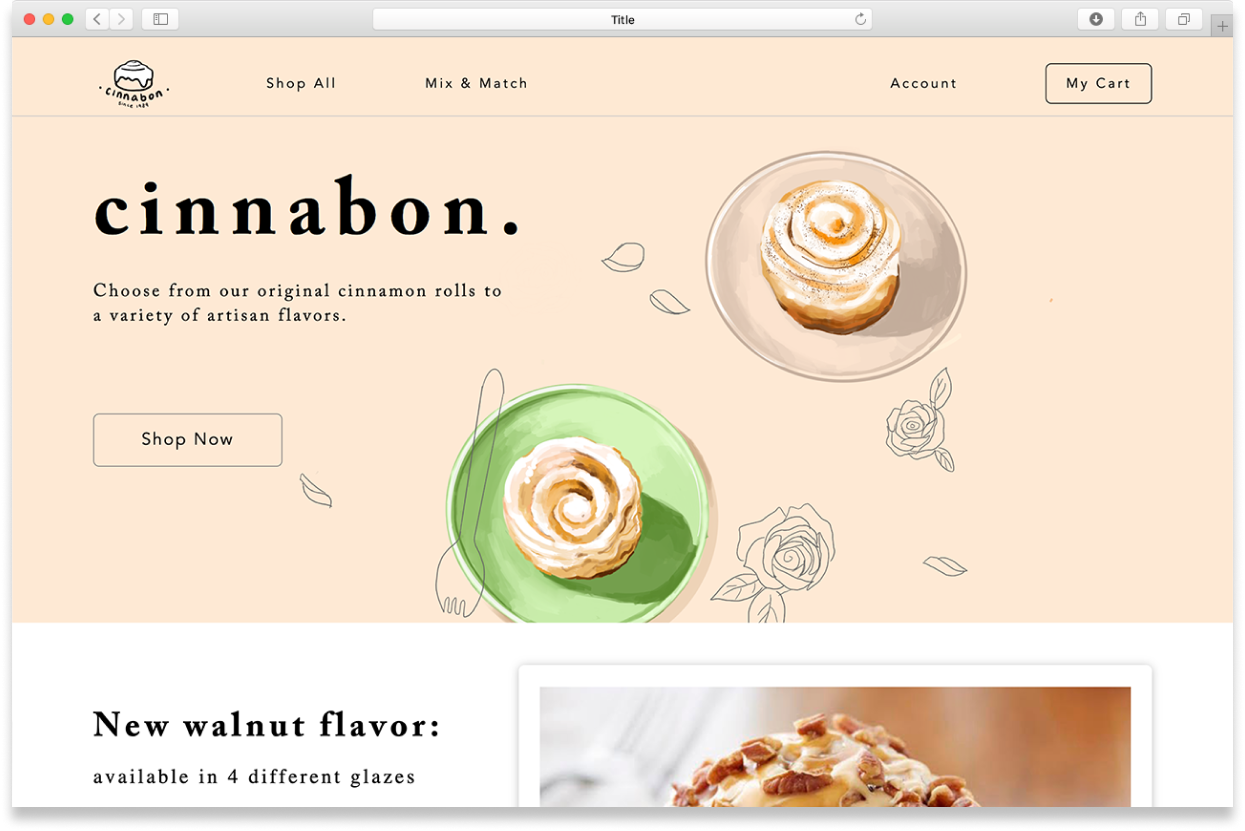 Title
cinnabon
since 1985
Shop All
Mix & Match
Account
My Cart
cinnabon.
Choose from our original cinnamon rolls to
a variety of artisan flavors.
Shop Now
New walnut flavor:
available in 4 different glazes